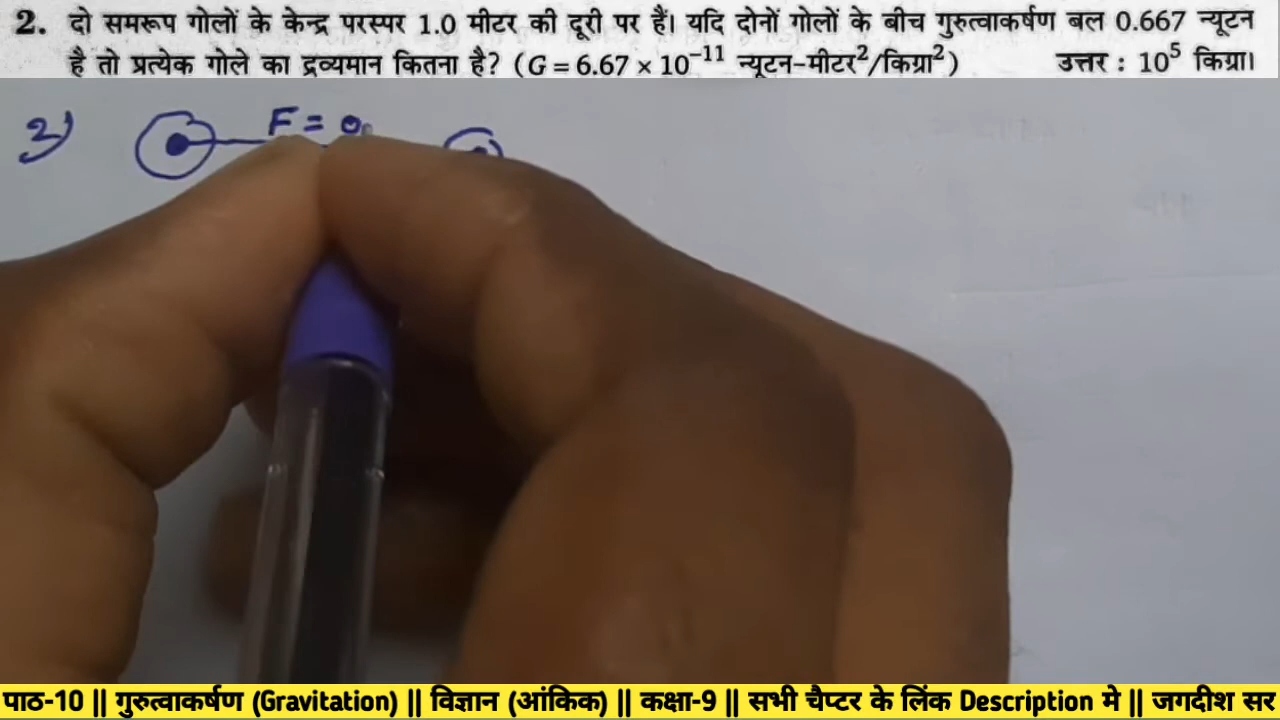 2. दो समरूप गोलों के केन्द्र परस्पर 1.0 मीटर की दूरी पर हैं। यदि दोनों गोलों के बीच गुरुत्वाकर्षण बल 0.667 न्यूटन
है तो प्रत्येक गोले का द्रव्यमान कितना है? (G = 6.67 × 10⁻¹¹ न्यूटन-मीटर²/किग्रा²) उत्तर : 10⁵ किग्रा।
2) F = 0
पाठ-10 || गुरुत्वाकर्षण (Gravitation) || विज्ञान (आंकिक) || कक्षा-9 || सभी चैप्टर के लिंक Description मे || जगदीश सर